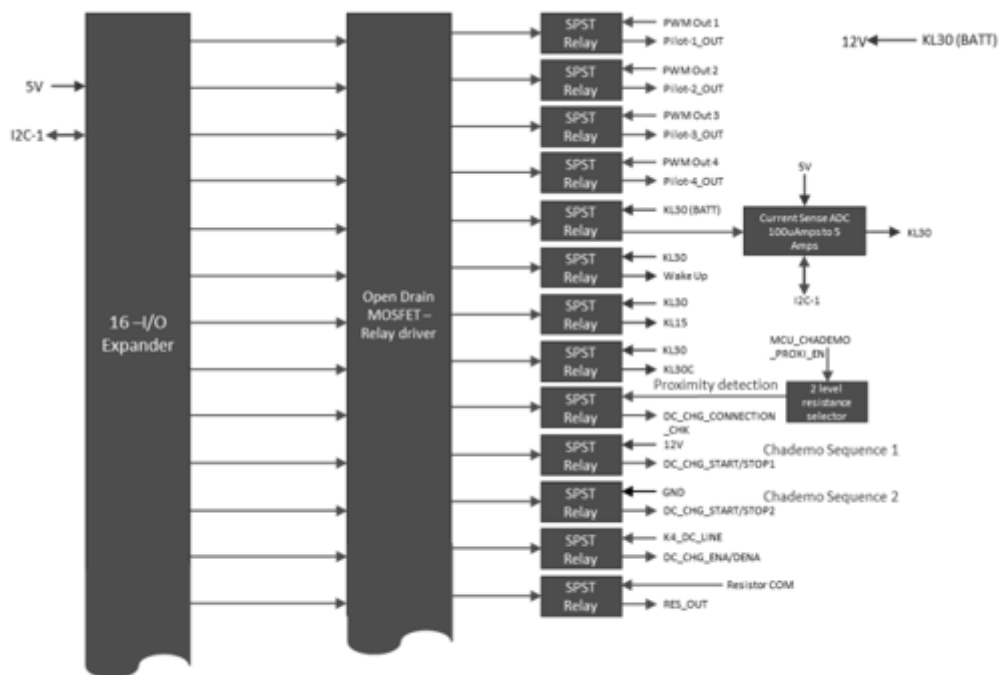 5V
I2C-1
16 –I/O
Expander
Open Drain
MOSFET –
Relay driver
SPST
Relay
PWM Out 1
Pilot-1_OUT
SPST
Relay
PWM Out 2
Pilot-2_OUT
SPST
Relay
PWM Out 3
Pilot-3_OUT
SPST
Relay
PWM Out 4
Pilot-4_OUT
SPST
Relay
KL30 (BATT)
SPST
Relay
KL30
Wake Up
SPST
Relay
KL30
KL15
SPST
Relay
KL30
KL30C
SPST
Relay
Proximity detection
DC_CHG_CONNECTION
_CHK
SPST
Relay
12V
DC_CHG_START/STOP1
Chademo Sequence 1
SPST
Relay
GND
DC_CHG_START/STOP2
Chademo Sequence 2
SPST
Relay
K4_DC_LINE
DC_CHG_ENA/DENA
SPST
Relay
Resistor COM
RES_OUT
12V
KL30 (BATT)
5V
Current Sense ADC
100uAmps to 5
Amps
KL30
I2C-1
MCU_CHADEMO
_PROXI_EN
2 level
resistance
selector